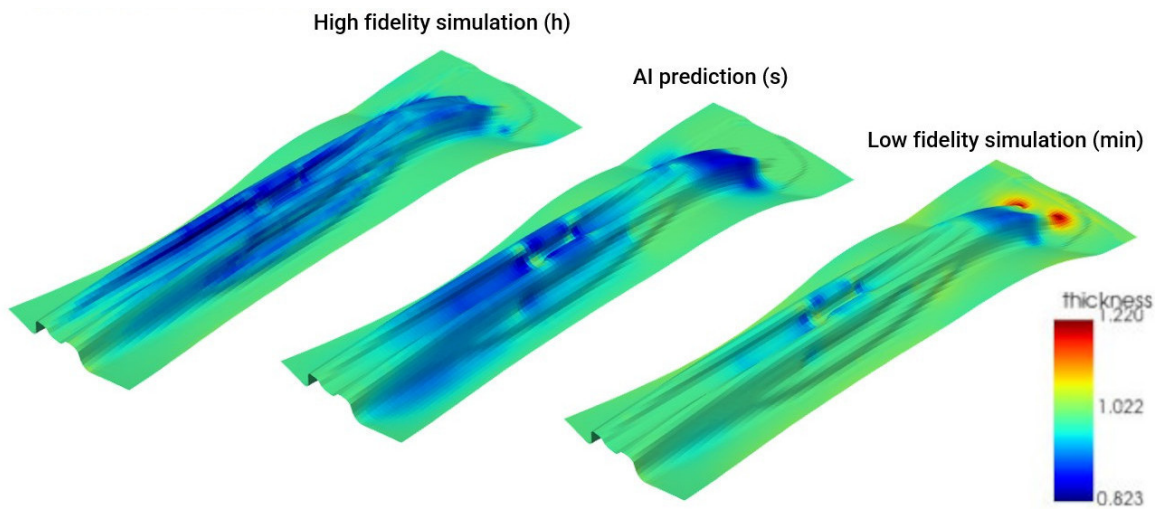 High fidelity simulation (h)
AI prediction (s)
Low fidelity simulation (min)
thickness
1.220
1.022
0.823